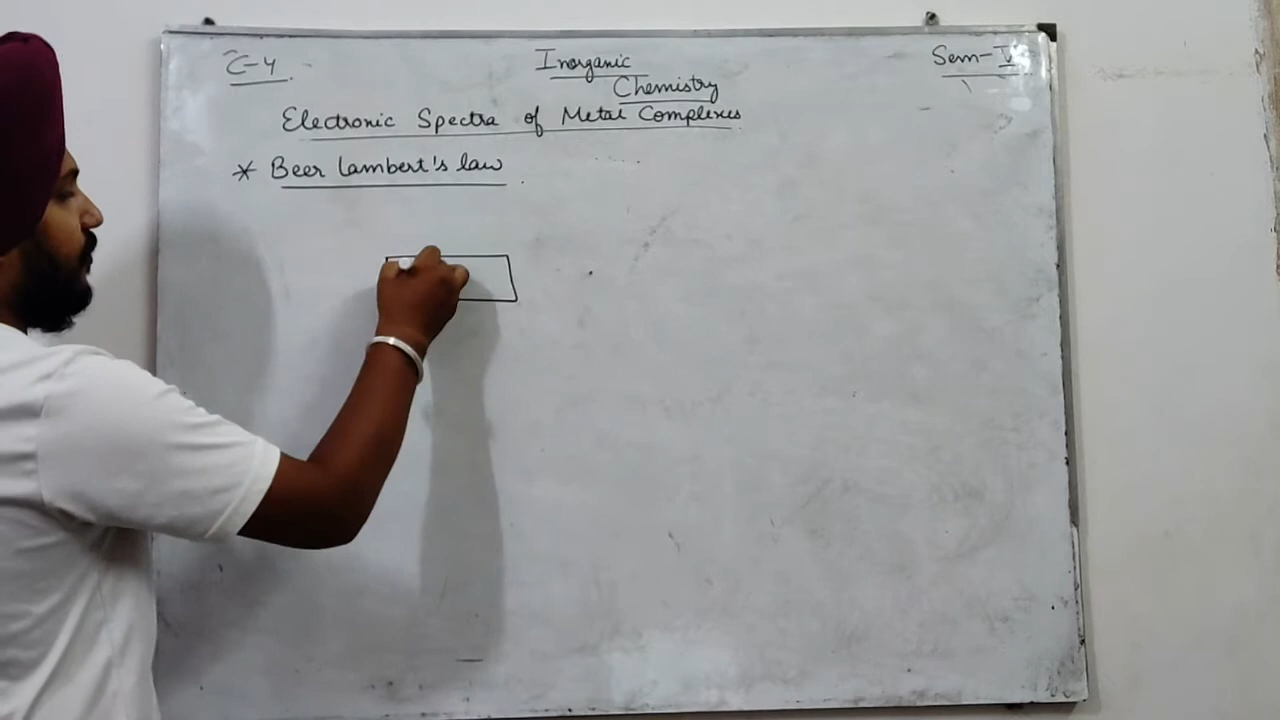 C-4
Inorganic
Chemistry
Sem-V
Electronic Spectra of Metal Complexes
* Beer Lambert's law